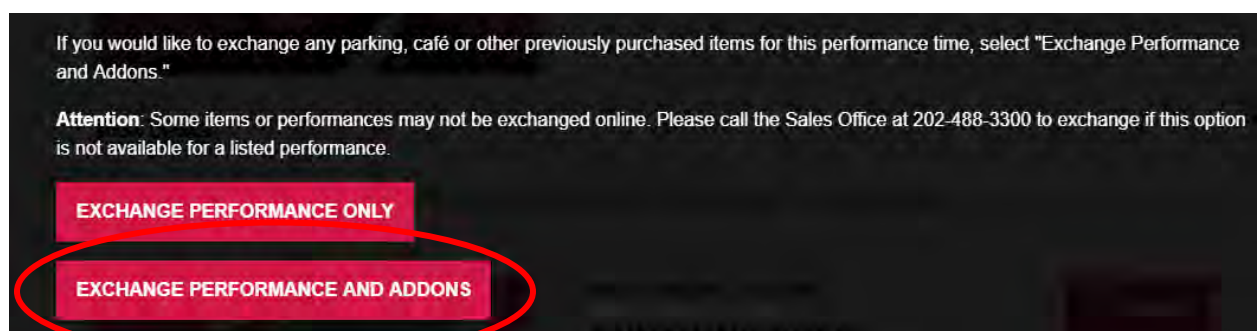 If you would like to exchange any parking, café or other previously purchased items for this performance time, select "Exchange Performance
and Addons."
Attention: Some items or performances may not be exchanged online. Please call the Sales Office at 202-488-3300 to exchange if this option
is not available for a listed performance.
EXCHANGE PERFORMANCE ONLY
EXCHANGE PERFORMANCE AND ADDONS